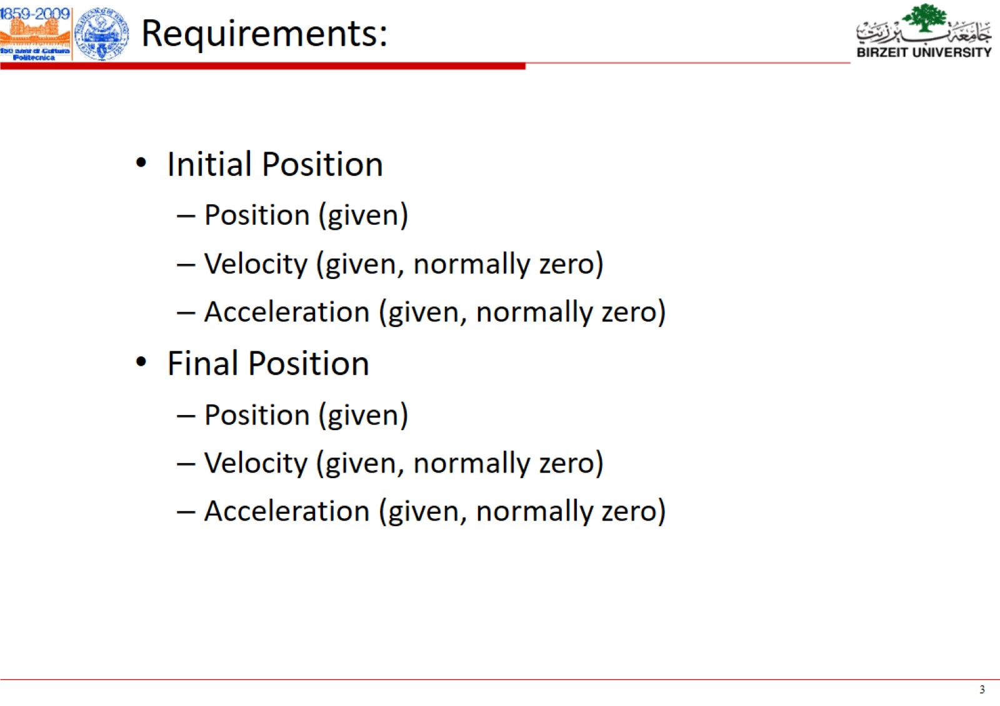 1859-2009
150 anni di Cultura
Politecnica
Requirements:
جامعة بيرزيت
BIRZEIT UNIVERSITY
• Initial Position
– Position (given)
– Velocity (given, normally zero)
– Acceleration (given, normally zero)
• Final Position
– Position (given)
– Velocity (given, normally zero)
– Acceleration (given, normally zero)
3